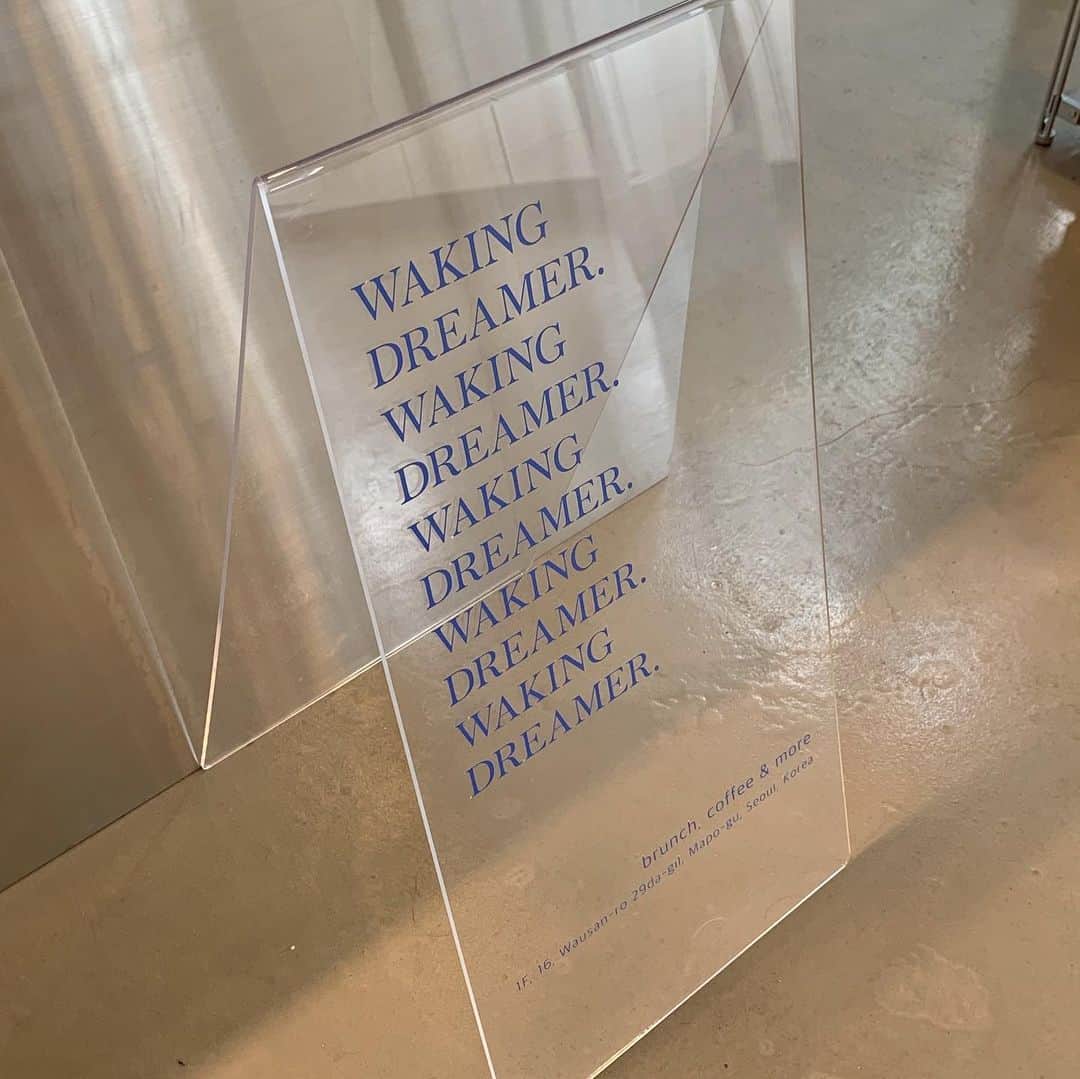 WAKING
DREAMER.
WAKING
DREAMER.
WAKING
DREAMER.
WAKING
DREAMER.
WAKING
DREAMER.
brunch, coffee & more
1F, 16, Wausan-ro 29da-gil, Mapo-gu, Seoul, Korea